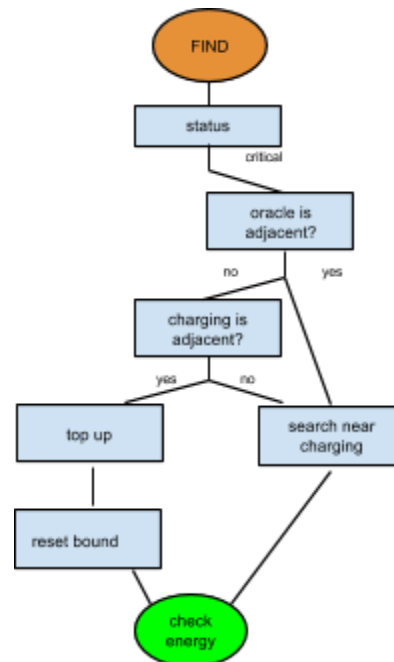 FIND
status
critical
oracle is
adjacent?
no
yes
charging is
adjacent?
yes
no
top up
search near
charging
reset bound
check
energy